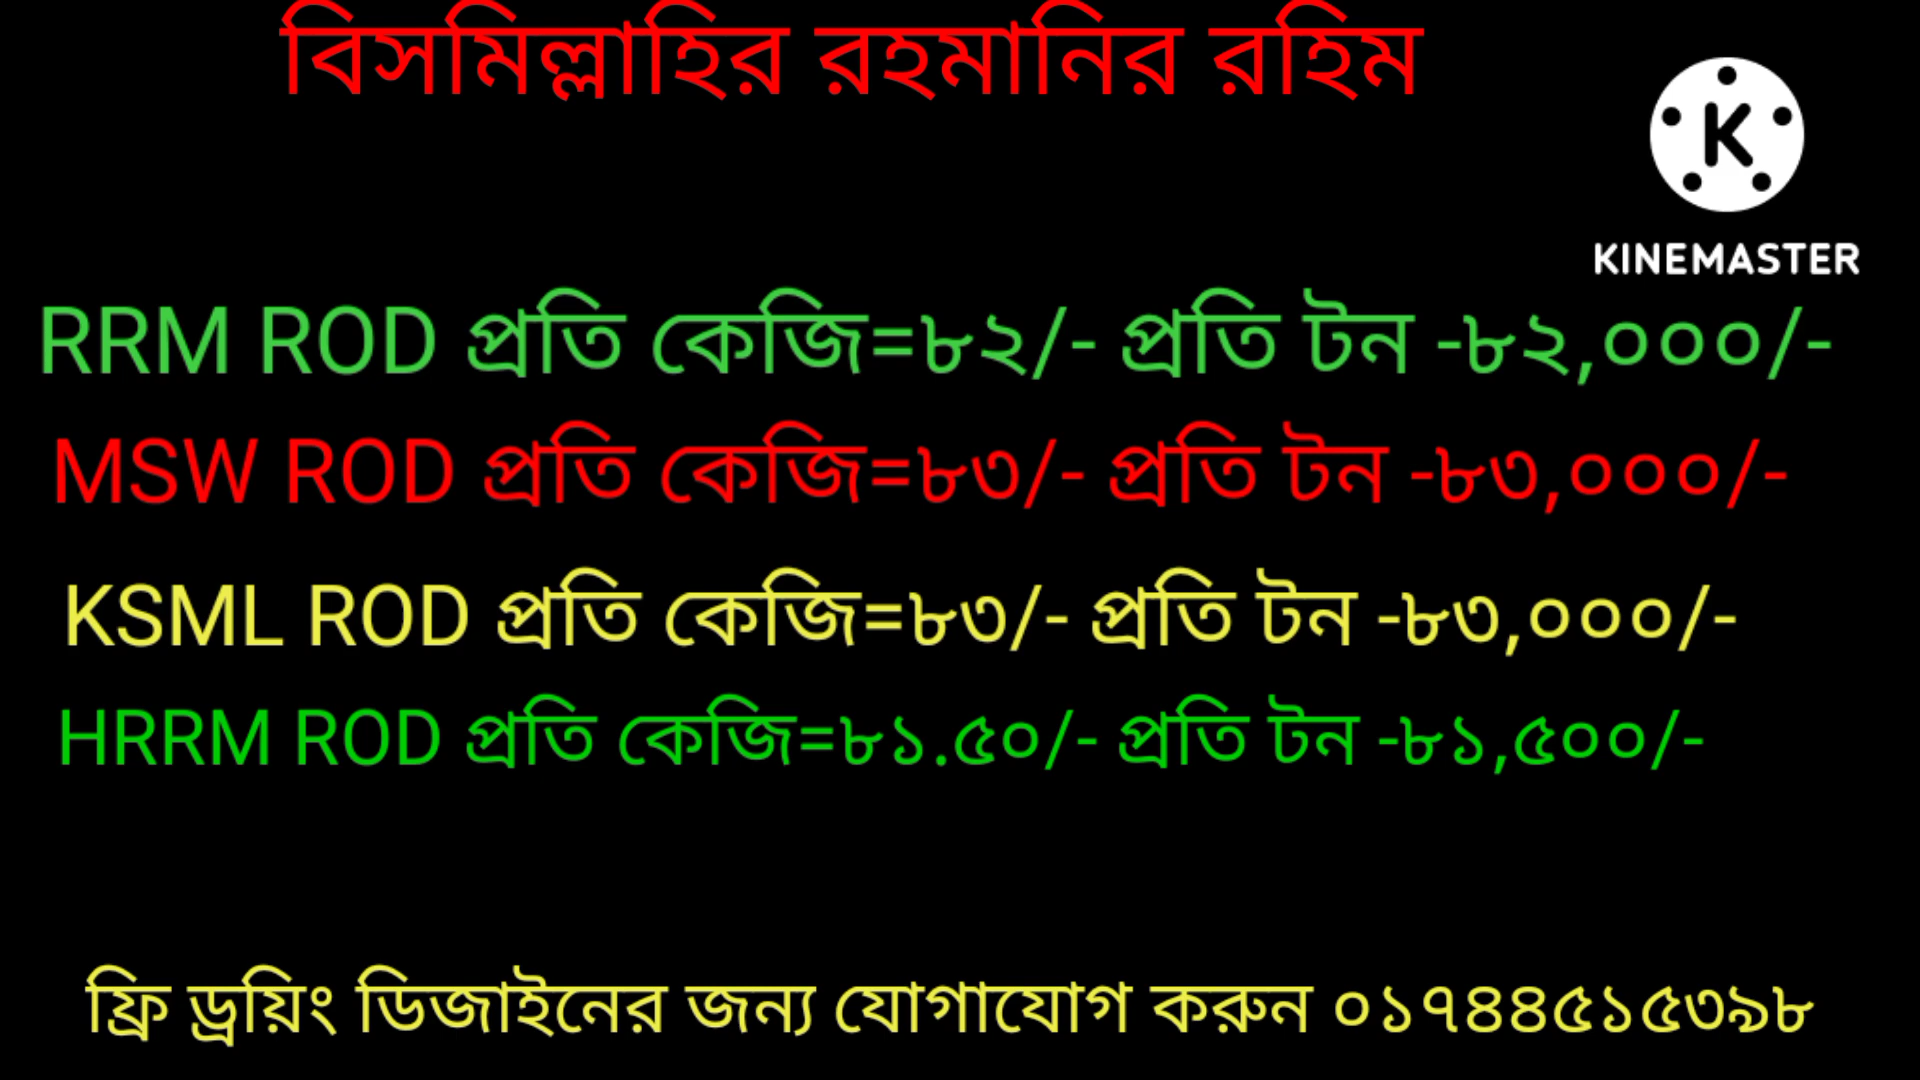 বিসমিল্লাহির রহমানির রহিম
KINEMASTER
RRM ROD প্রতি কেজি=৮২/- প্রতি টন -৮২,০০০/-
MSW ROD প্রতি কেজি=৮৩/- প্রতি টন -৮৩,০০০/-
KSML ROD প্রতি কেজি=৮৩/- প্রতি টন -৮৩,০০০/-
HRRM ROD প্রতি কেজি=৮১.৫০/- প্রতি টন -৮১,৫০০/-
ফ্রি ড্রয়িং ডিজাইনের জন্য যোগাযোগ করুন ০১৭৪৪৫১৫৩৯৮